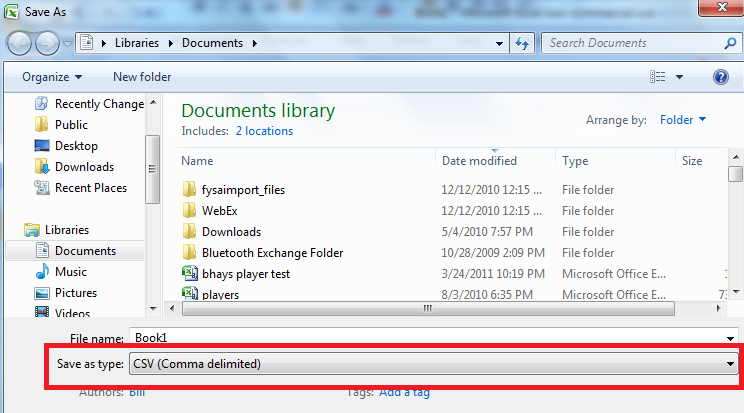 Save As
Libraries Documents
Search Documents
Organize New folder
Recently Change
Public
Desktop
Downloads
Recent Places
Libraries
Documents
Music
Pictures
Videos
Documents library
Includes: 2 locations
Arrange by: Folder
Name Date modified Type Size
fysaimport_files 12/12/2010 12:15 ... File folder
WebEx 12/12/2010 12:15 ... File folder
Downloads 5/4/2010 7:57 PM File folder
Bluetooth Exchange Folder 10/28/2009 2:09 PM File folder
bhays player test 3/24/2011 10:19 PM Microsoft Office E... 1
players 8/3/2010 6:35 PM Microsoft Office E... 73
File name: Book1
Save as type: CSV (Comma delimited)
Authors: Bill Tags: Add a tag